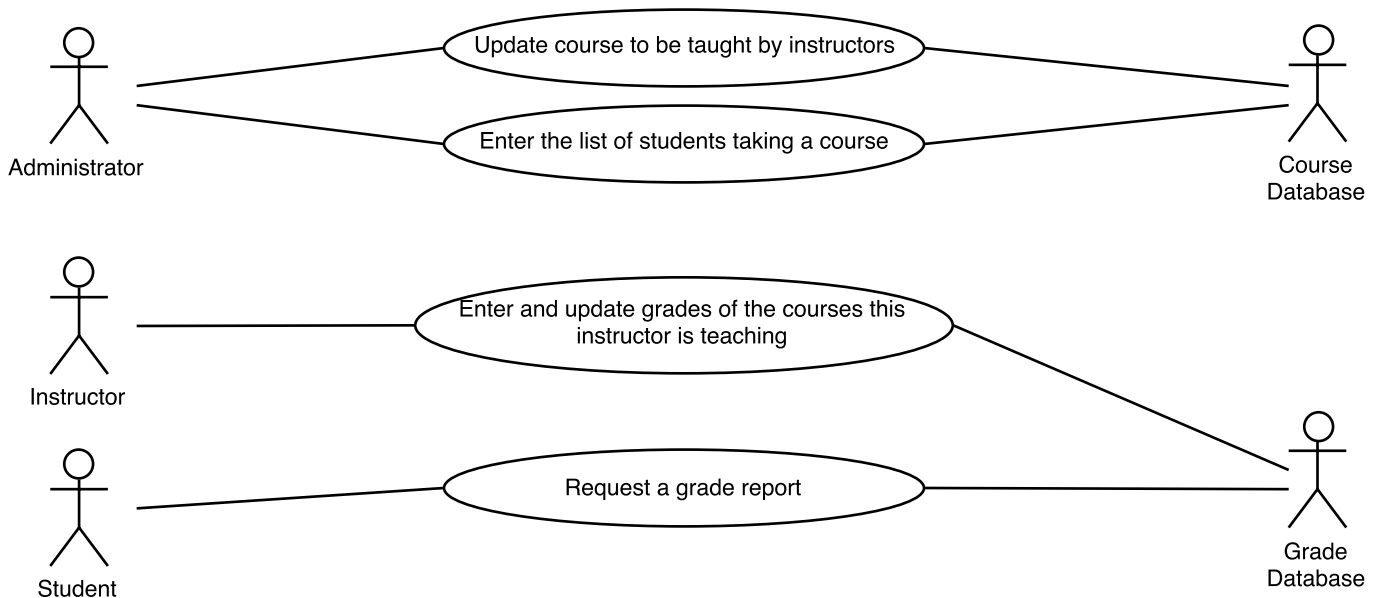 Update course to be taught by instructors
Enter the list of students taking a course
Administrator
Course
Database
Enter and update grades of the courses this
instructor is teaching
Instructor
Request a grade report
Grade
Database
Student